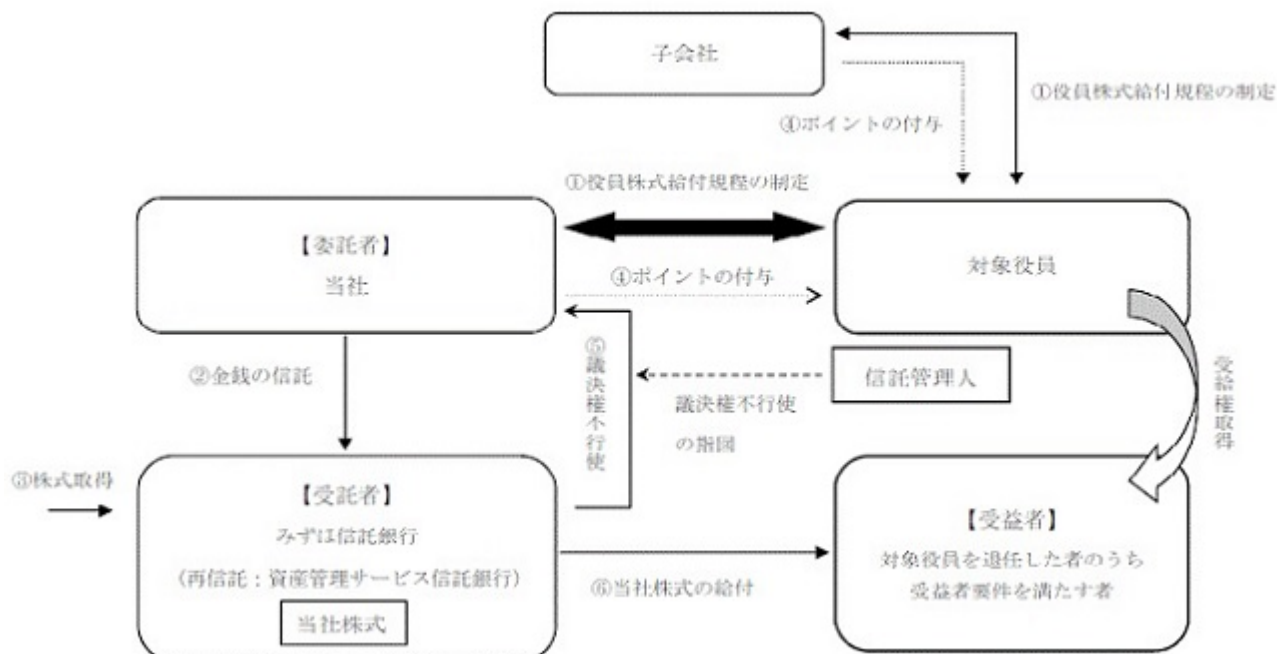 子会社
①役員株式給付規程の制定
④ポイントの付与
①役員株式給付規程の制定
【委託者】
当社
対象役員
④ポイントの付与
②金銭の信託
⑤議決権不行使
信託管理人
議決権不行使
の指図
受給権取得
③株式取得
【受託者】
みずほ信託銀行
(再信託:資産管理サービス信託銀行)
当社株式
⑥当社株式の給付
【受益者】
対象役員を退任した者のうち
受益者要件を満たす者